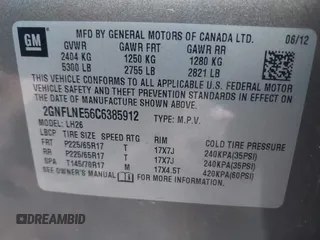 GM
MFD BY GENERAL MOTORS OF CANADA LTD.
06/12
GVWR GAWR FRT GAWR RR
2404 KG 1250 KG 1280 KG
5300 LB 2755 LB 2821 LB
THIS VEHICLE CONFORMS TO ALL APPLICABLE U.S. FEDERAL MOTOR
VEHICLE SAFETY AND THEFT PREVENTION STANDARDS IN
EFFECT ON THE DATE OF MANUFACTURE SHOWN ABOVE.
2GNFLNE56C6385912 TYPE: M.P.V.
MODEL: LH26
LBCP TIRE SIZE SPEED RTG RIM COLD TIRE PRESSURE
FRT P225/65R17 T 17X7J 240KPA(35PSI)
RR P225/65R17 T 17X7J 240KPA(35PSI)
SPA T145/70R17 M 17X4.5T 420KPA(60PSI)
SEE OWNER'S MANUAL FOR ADDITIONAL INFORMATION.
DREAMBID